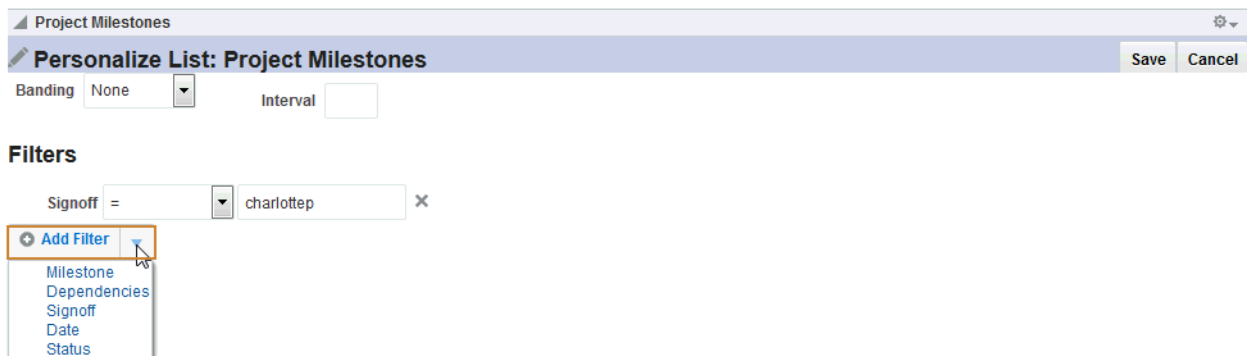 Project Milestones
Personalize List: Project Milestones Save Cancel
Banding None Interval
Filters
Signoff = charlottep
Add Filter
Milestone
Dependencies
Signoff
Date
Status